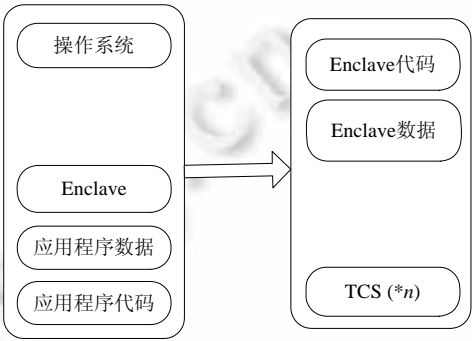 操作系统
Enclave
应用程序数据
应用程序代码
Enclave代码
Enclave数据
TCS (*n)